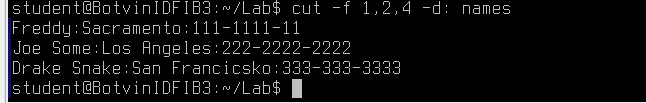 student@BotvinIDFIB3:~/Lab$ cut -f 1,2,4 -d: names
Freddy:Sacramento:111-1111-11
Joe Some:Los Angeles:222-2222-2222
Drake Snake:San Francicsko:333-333-3333
student@BotvinIDFIB3:~/Lab$